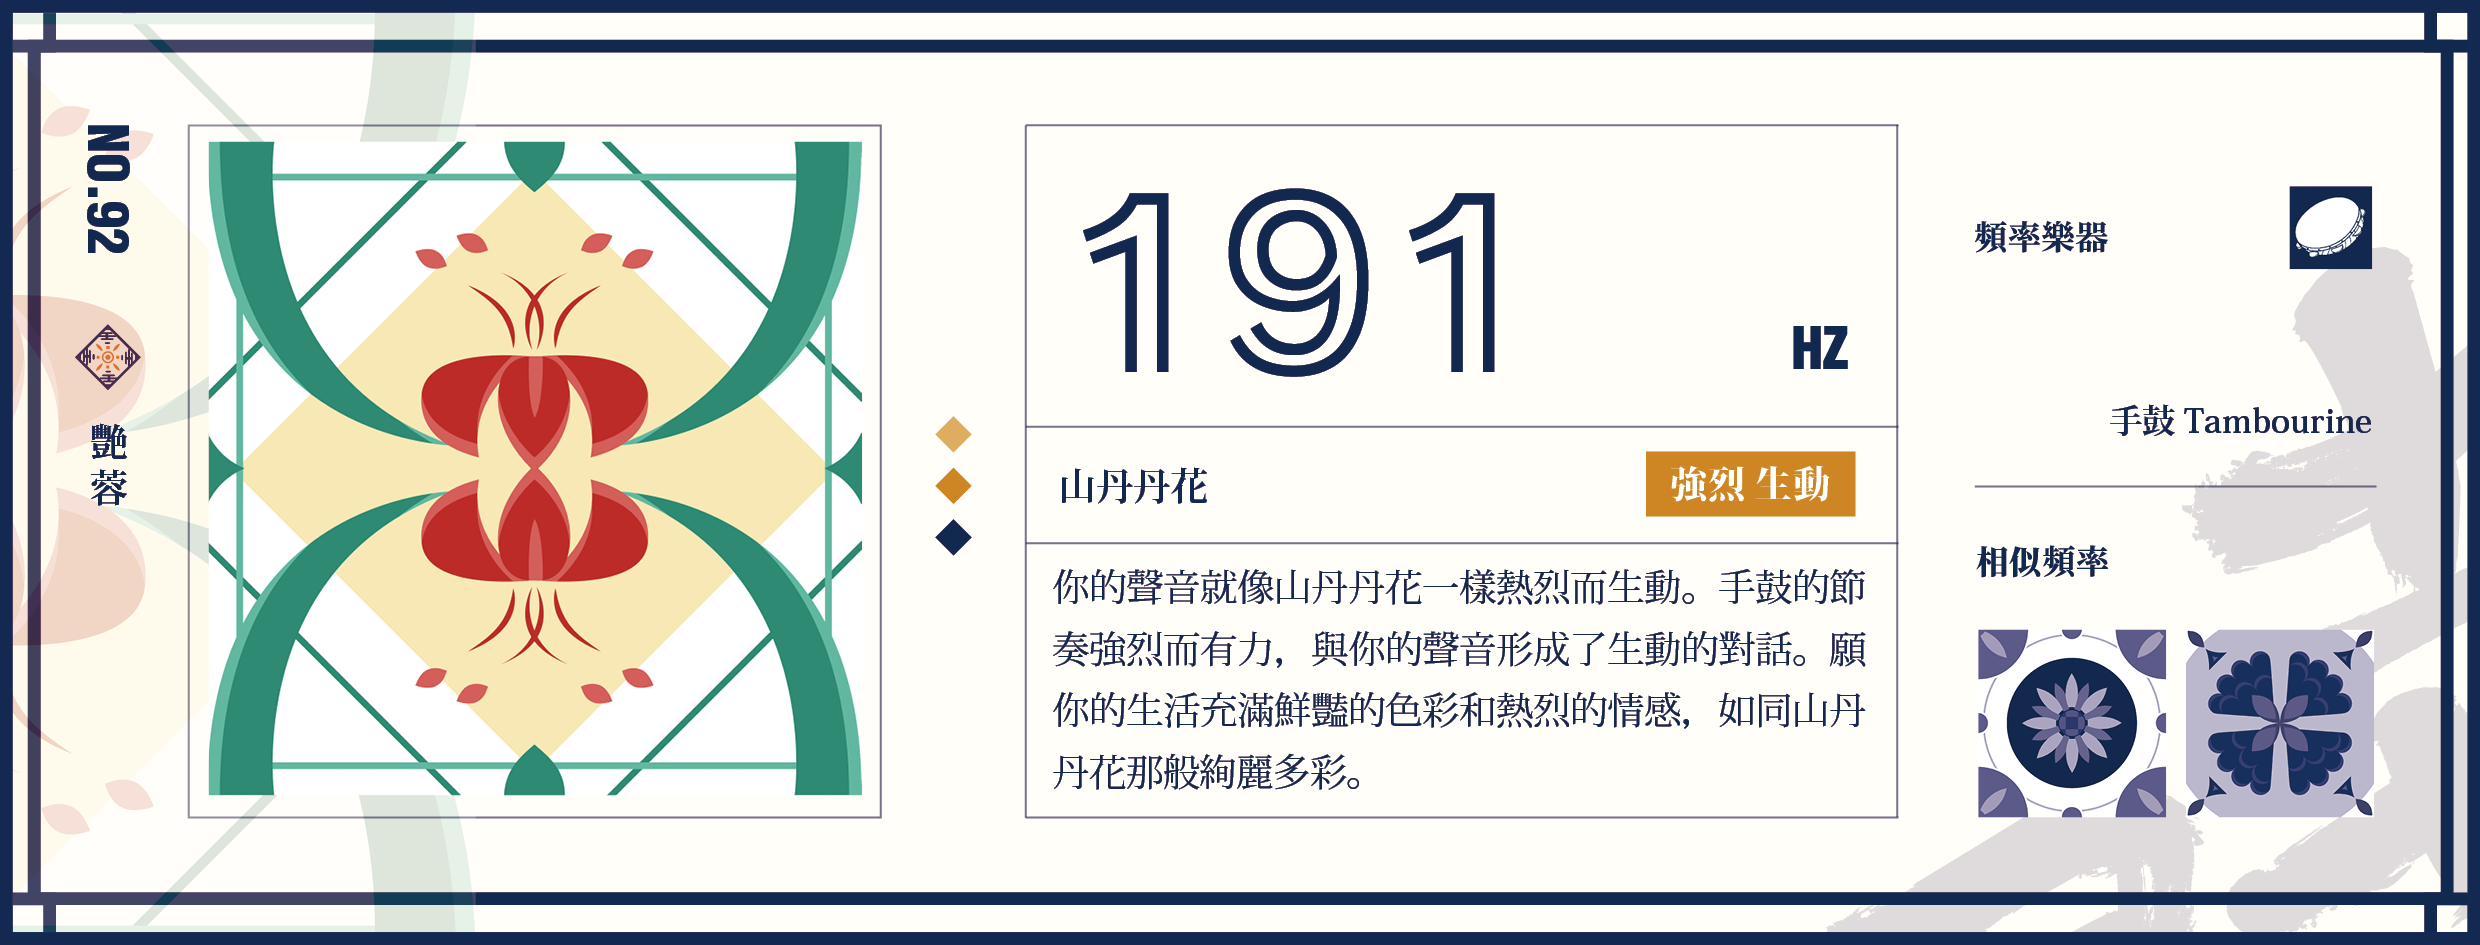 NO.92
艷蓉
191
HZ
山丹丹花
強烈 生動
你的聲音就像山丹丹花一樣熱烈而生動。手鼓的節
奏強烈而有力，與你的聲音形成了生動的對話。願
你的生活充滿鮮豔的色彩和熱烈的情感，如同山丹
丹花那般絢麗多彩。
頻率樂器
手鼓 Tambourine
相似頻率